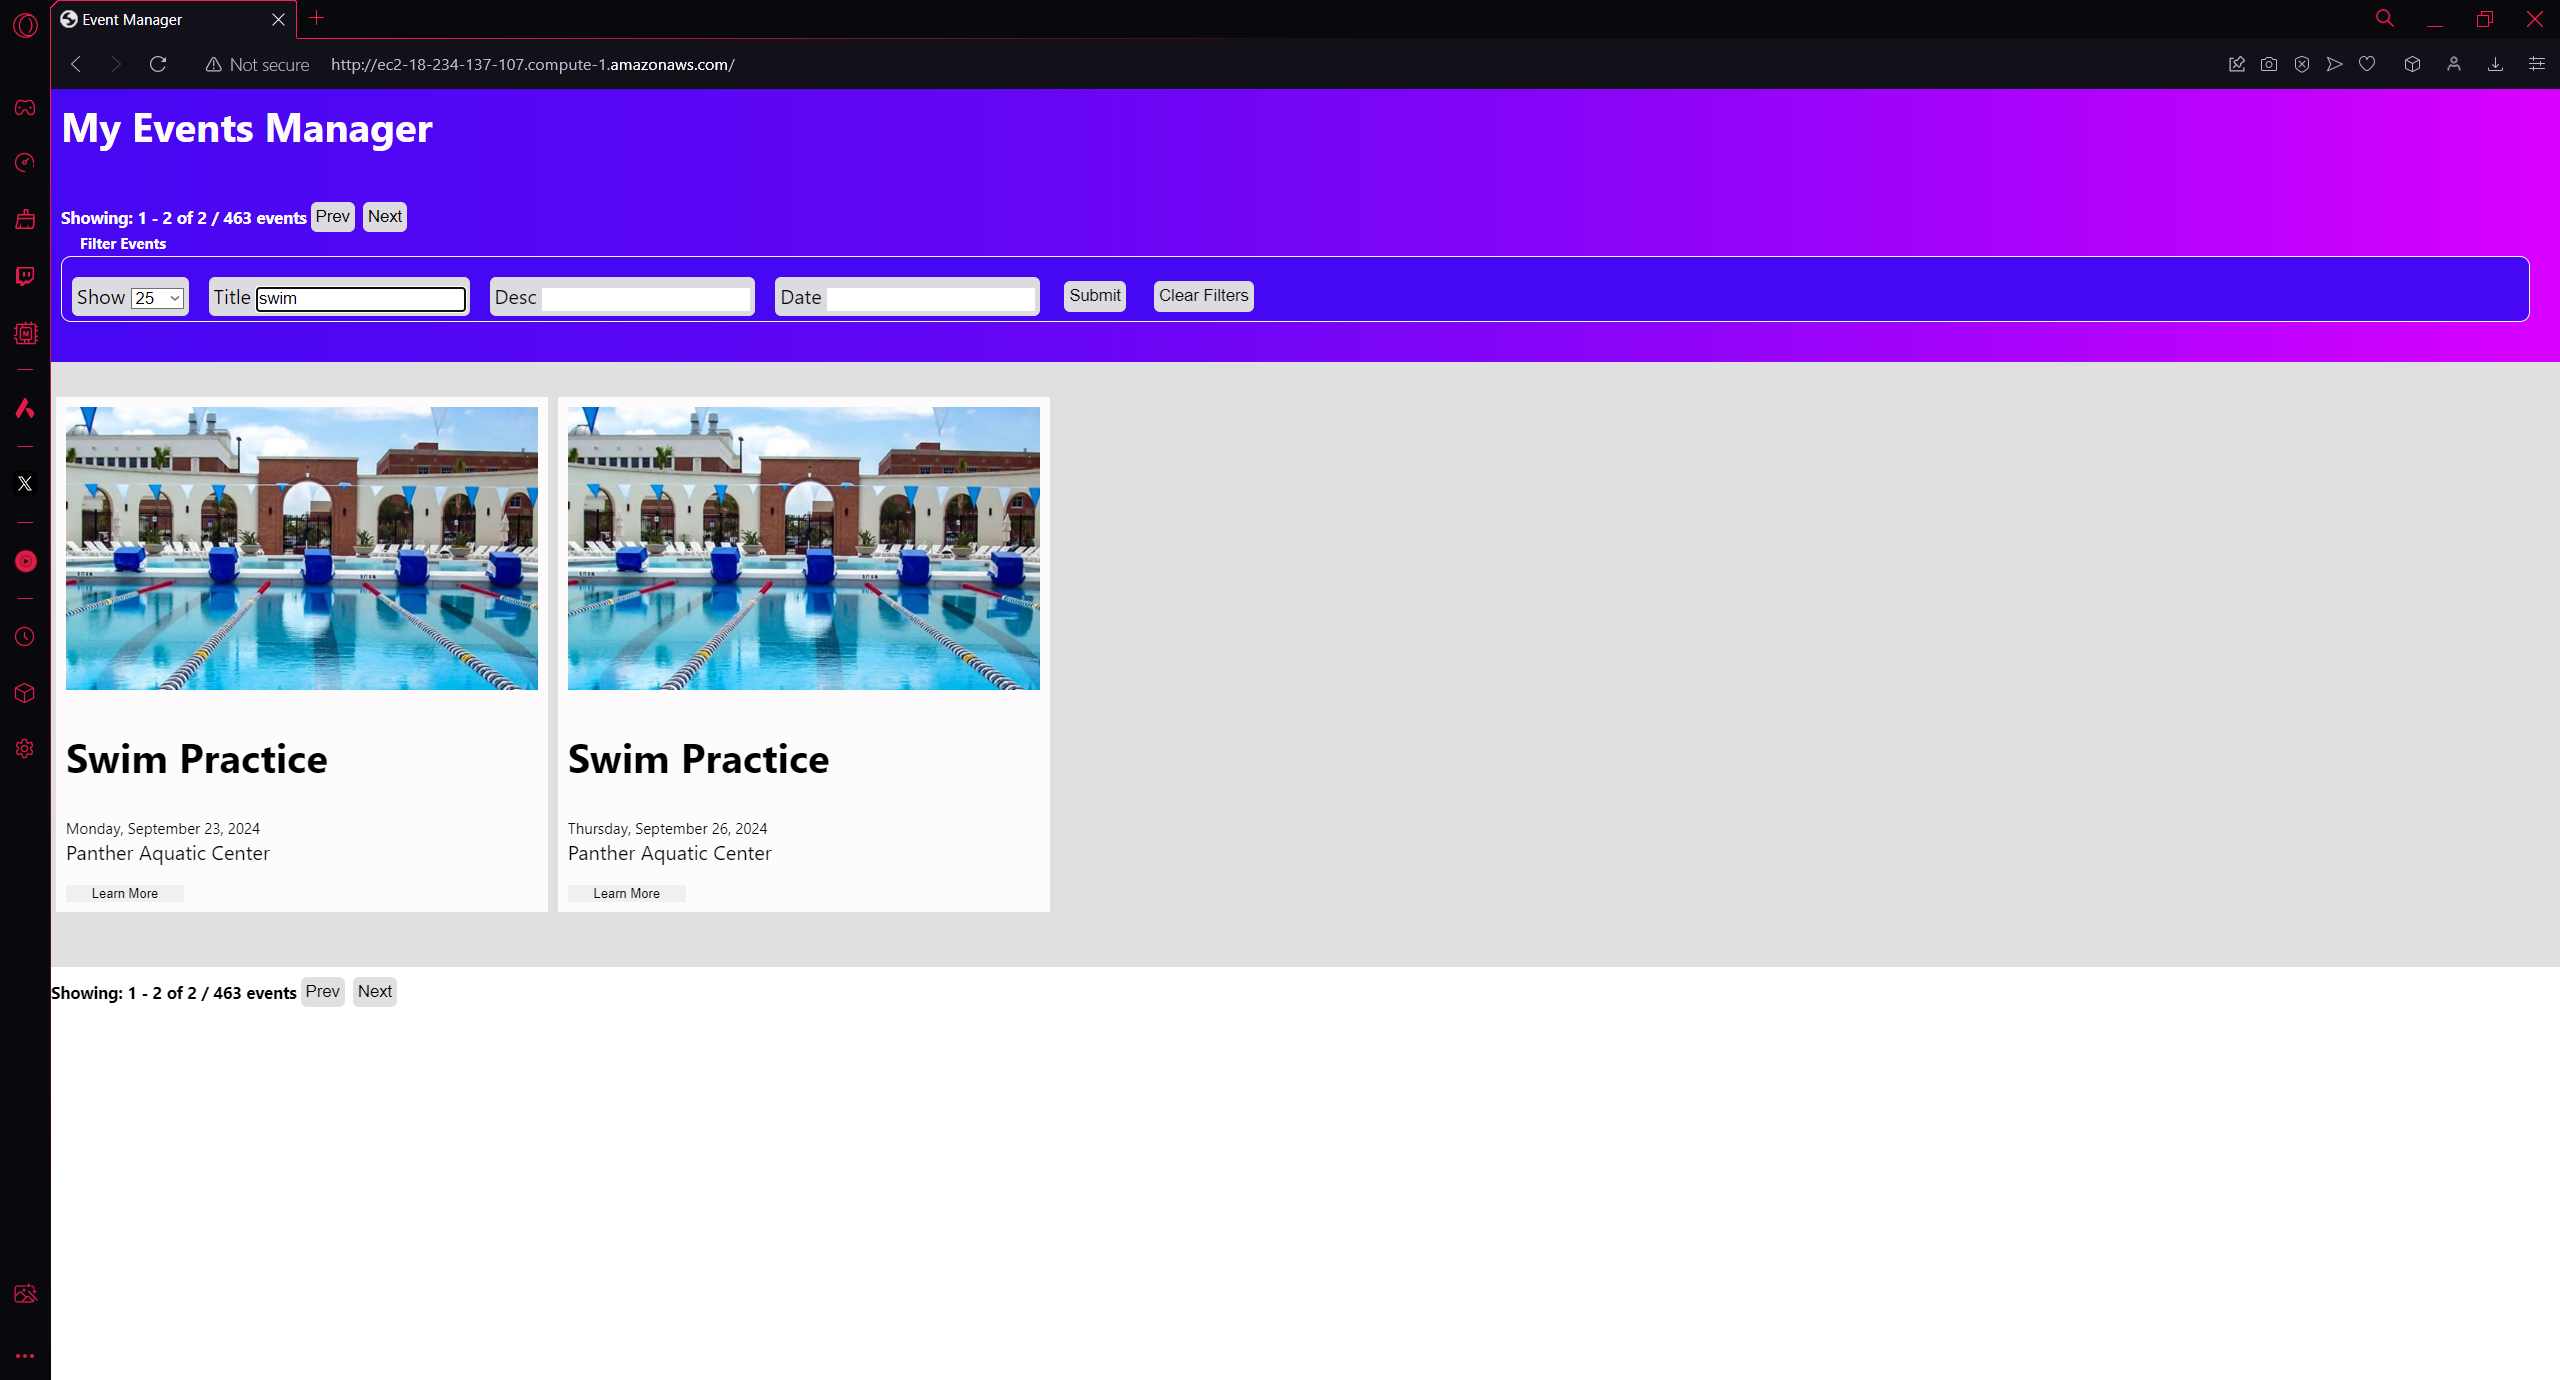 Event Manager
Not secure http://ec2-18-234-137-107.compute-1.amazonaws.com/
My Events Manager
Showing: 1 - 2 of 2 / 463 events Prev Next
Filter Events
Show 25 Title swim Desc Date Submit Clear Filters
Swim Practice
Monday, September 23, 2024
Panther Aquatic Center
Learn More
Swim Practice
Thursday, September 26, 2024
Panther Aquatic Center
Learn More
Showing: 1 - 2 of 2 / 463 events Prev Next